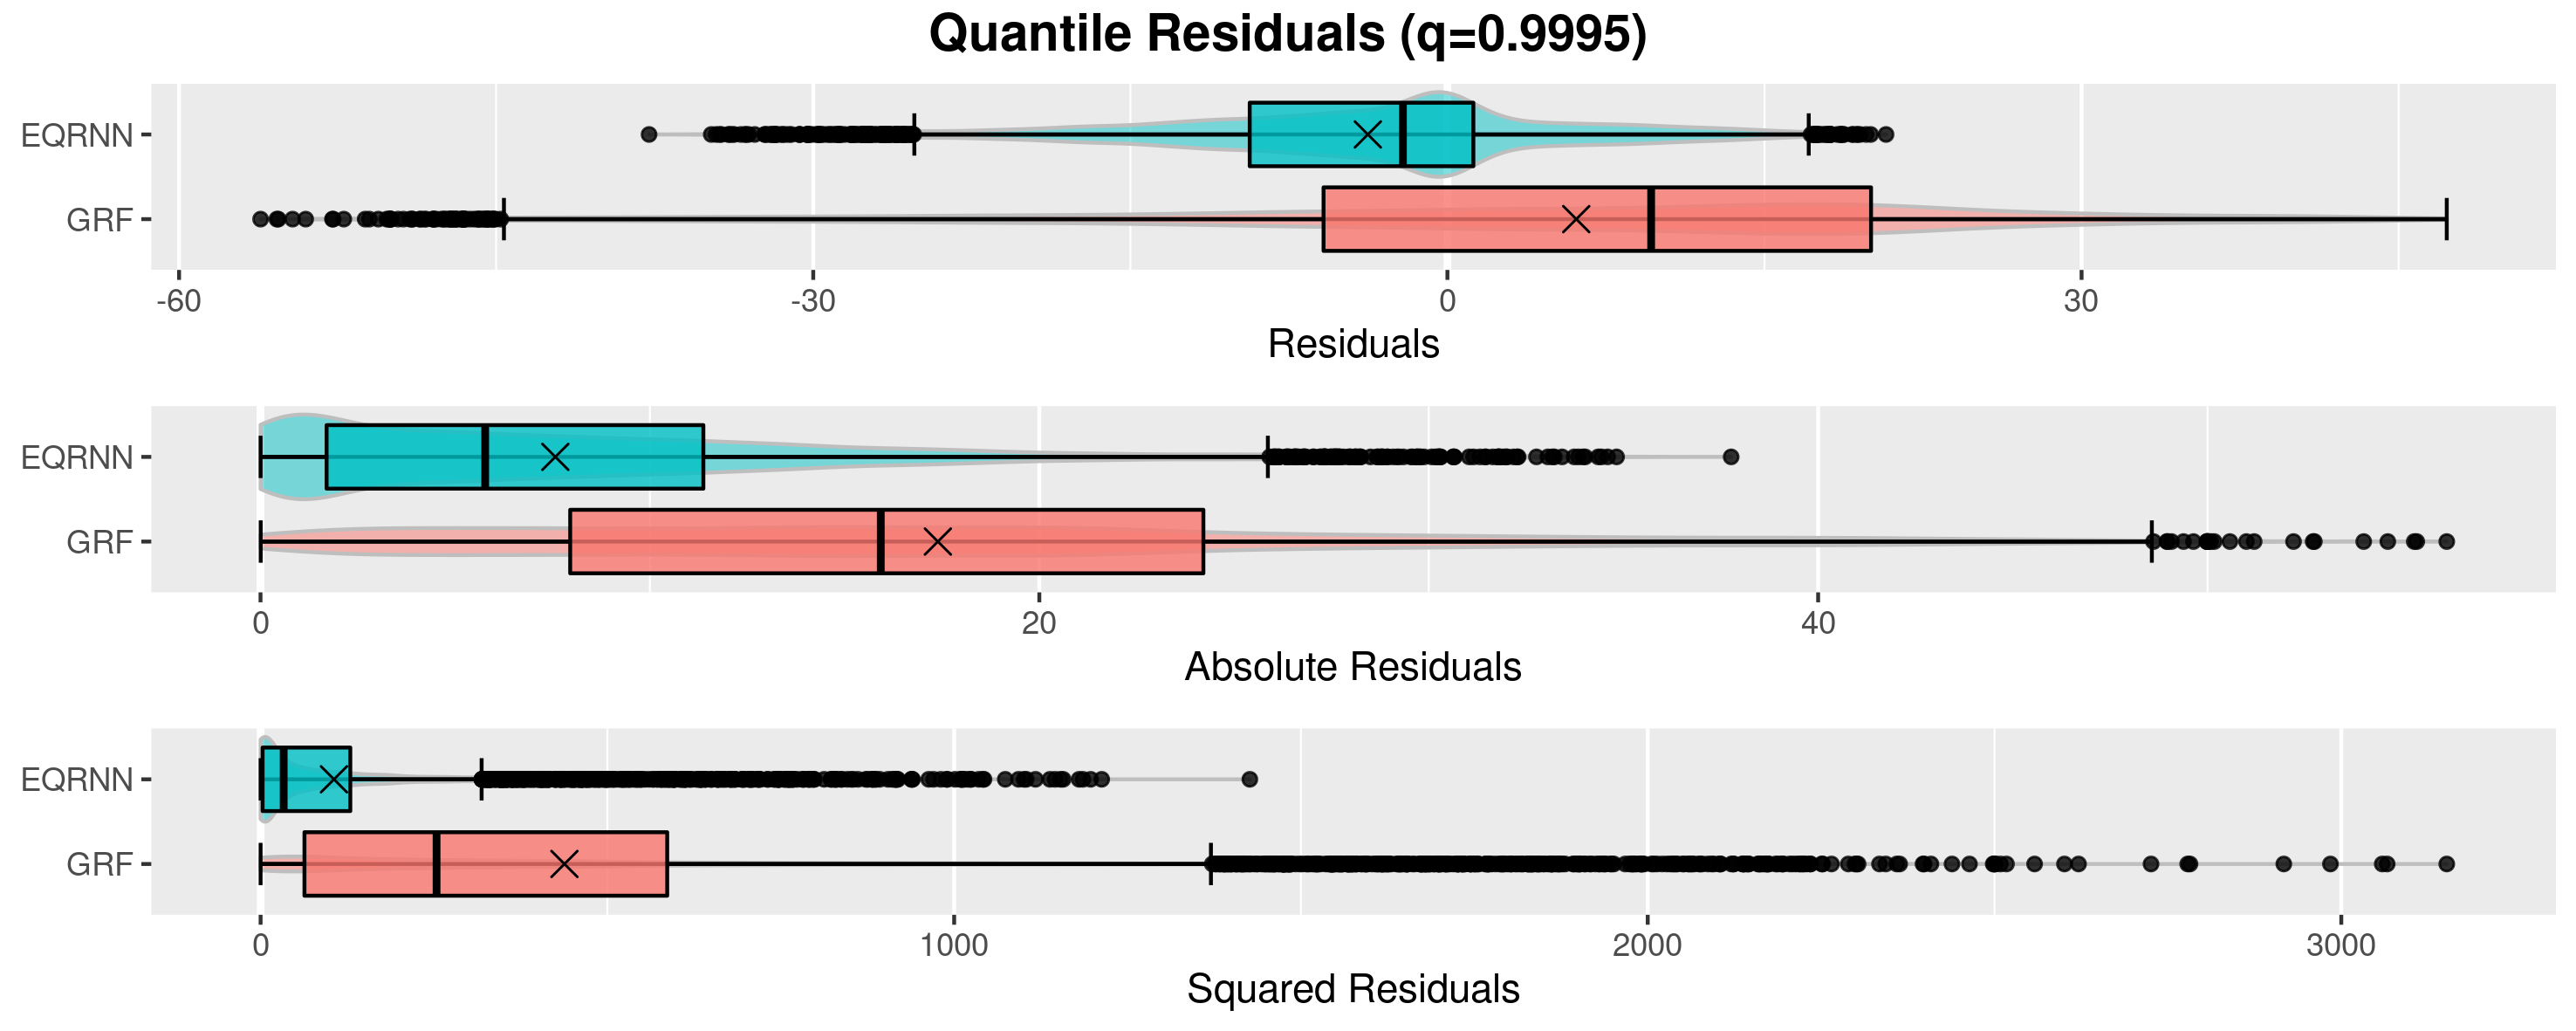 Quantile Residuals (q=0.9995)
EQRNN
GRF
-60 -30 0 30
Residuals
EQRNN
GRF
0 20 40
Absolute Residuals
EQRNN
GRF
0 1000 2000 3000
Squared Residuals